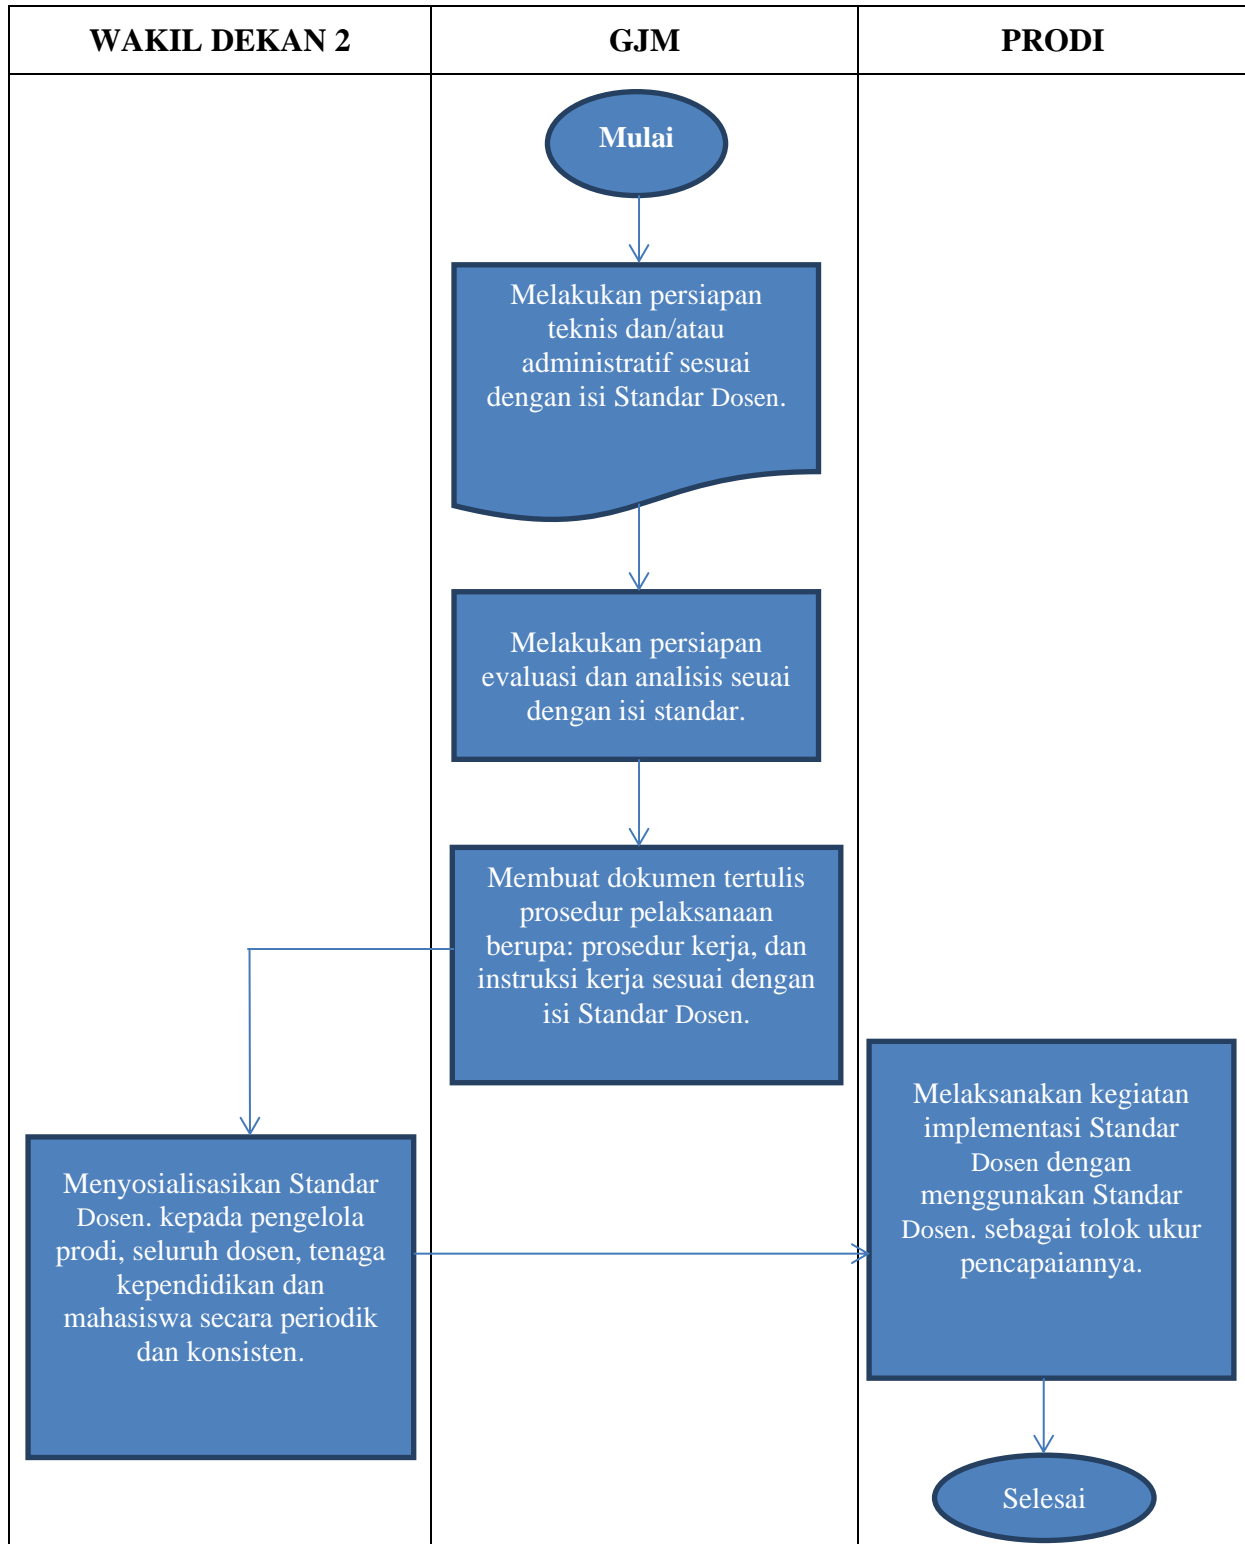 WAKIL DEKAN 2
GJM
PRODI
Mulai
Melakukan persiapan
teknis dan/atau
administratif sesuai
dengan isi Standar Dosen.
Melakukan persiapan
evaluasi dan analisis seuai
dengan isi standar.
Membuat dokumen tertulis
prosedur pelaksanaan
berupa: prosedur kerja, dan
instruksi kerja sesuai dengan
isi Standar Dosen.
Menyosialisasikan Standar
Dosen. kepada pengelola
prodi, seluruh dosen, tenaga
kependidikan dan
mahasiswa secara periodik
dan konsisten.
Melaksanakan kegiatan
implementasi Standar
Dosen dengan
menggunakan Standar
Dosen. sebagai tolok ukur
pencapaiannya.
Selesai